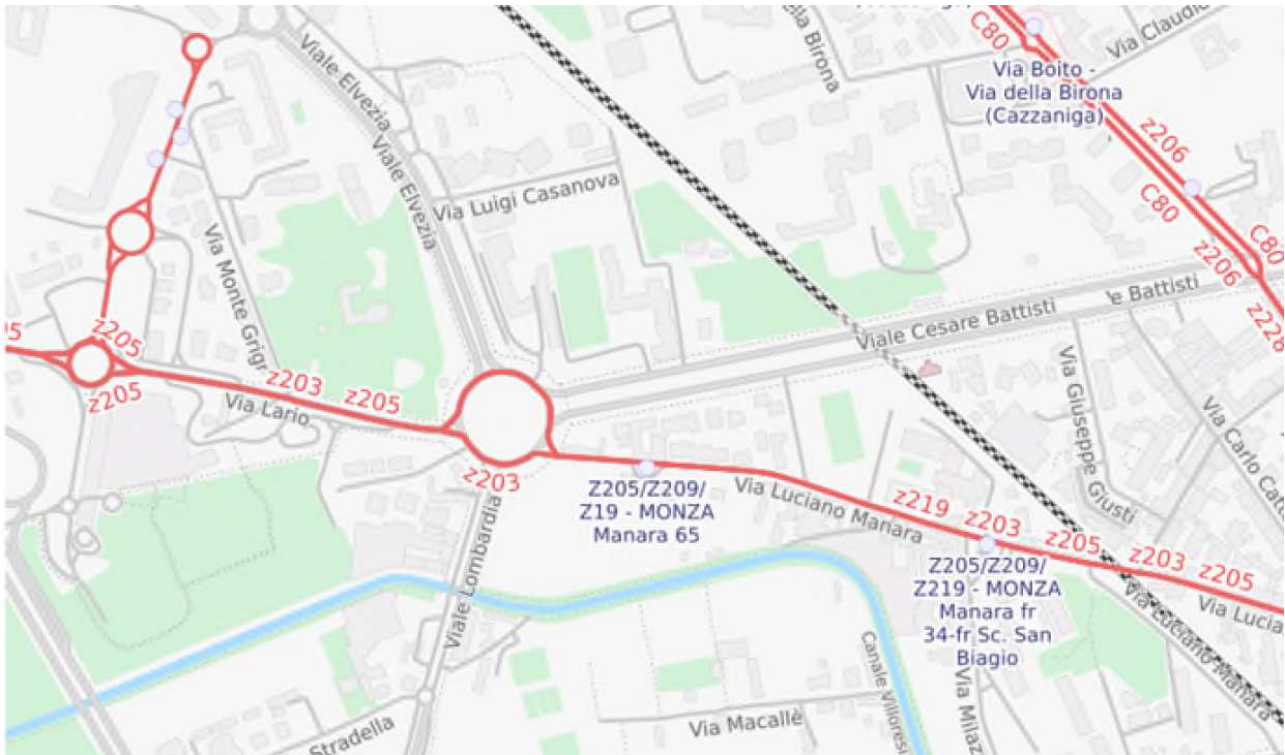 Viale Elvezia
Viale Elvezia
della Birona
C80
Via Claudio
Via Boito -
Via della Birona
(Cazzaniga)
z206
Via Luigi Casanova
C80
z206
C80
z228
Via Monte Grigr
Viale Cesare Battisti
e Battisti
z205
z205
z203
z205
Via Lario
z203
Via Giuseppe Giusti
Via Carlo
Z205/Z209/
Z19 - MONZA
Manara 65
Via Luciano Manara
z219
z203
z205
z203
z205
Viale Lombardia
Z205/Z209/
Z219 - MONZA
Manara fr
34-fr Sc. San
Biagio
Via Lucia
Via Luciano Manara
Canale Villoresi
Via Milaz
Via Macallè
Stradella